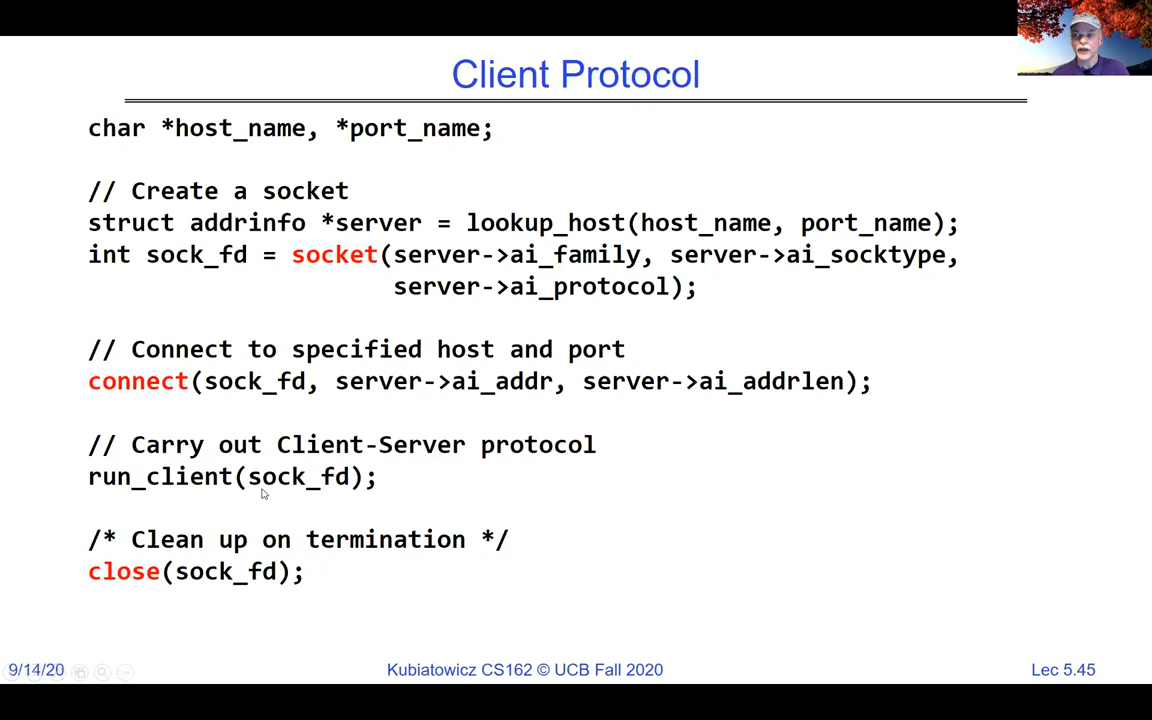 Client Protocol
char *host_name, *port_name;
// Create a socket
struct addrinfo *server = lookup_host(host_name, port_name);
int sock_fd = socket(server->ai_family, server->ai_socktype,
server->ai_protocol);
// Connect to specified host and port
connect(sock_fd, server->ai_addr, server->ai_addrlen);
// Carry out Client-Server protocol
run_client(sock_fd);
/* Clean up on termination */
close(sock_fd);
9/14/20 Kubiatowicz CS162 © UCB Fall 2020 Lec 5.45